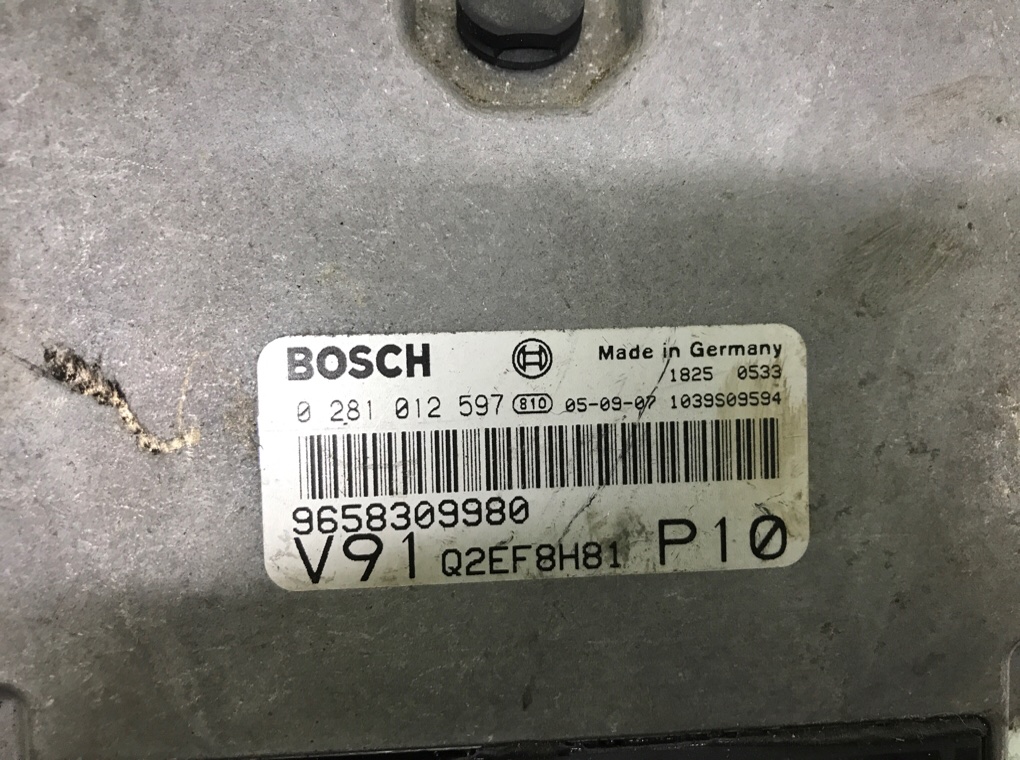 BOSCH Made in Germany
1825 0533
0 281 012 597 810 05-09-07 1039S09594
9658309980
V91 Q2EF8H81 P10